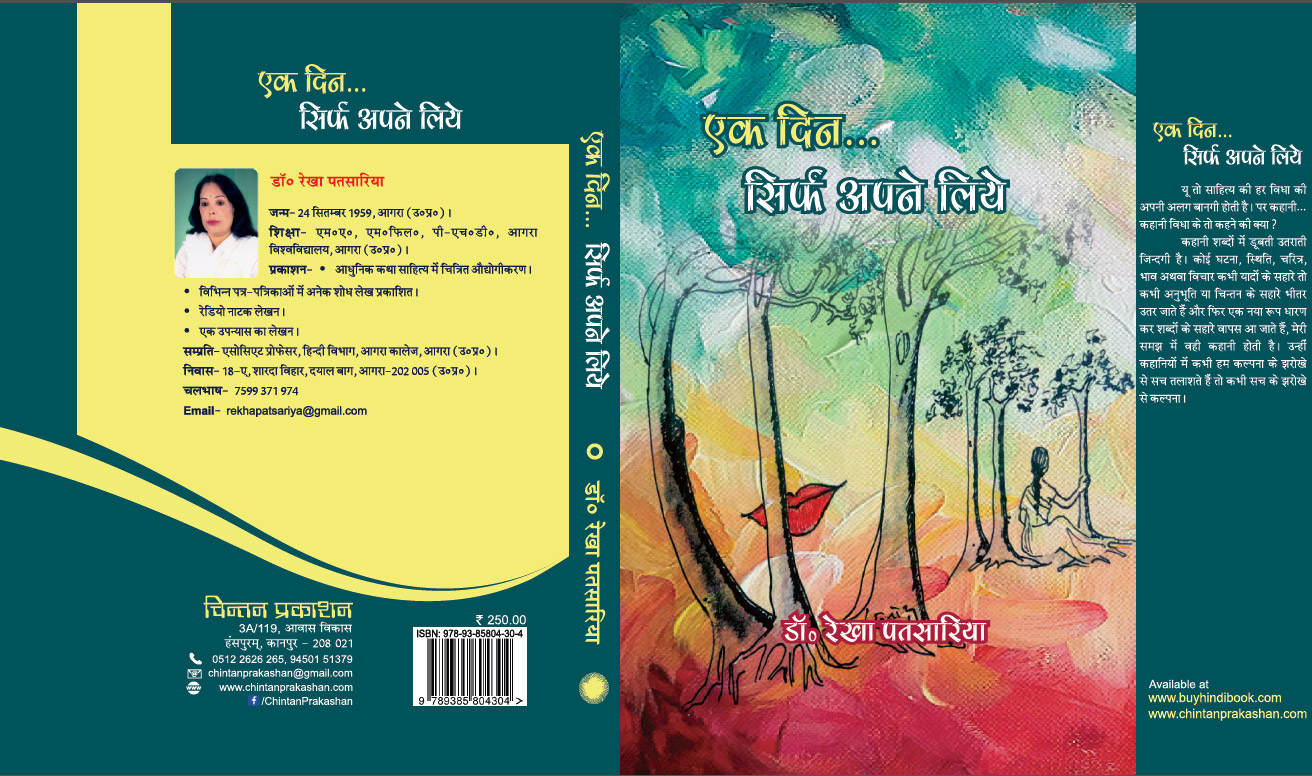 एक दिन...
सिर्फ अपने लिये
डॉ० रेखा पतसारिया
जन्म- 24 सितम्बर 1959, आगरा (उ०प्र०)।
शिक्षा- एम०ए०, एम०फिल०, पी-एच०डी०, आगरा
विश्वविद्यालय, आगरा (उ०प्र०)।
प्रकाशन- • आधुनिक कथा साहित्य में चित्रित औद्योगीकरण।
• विभिन्न पत्र-पत्रिकाओं में अनेक शोध लेख प्रकाशित।
• रेडियो नाटक लेखन।
• एक उपन्यास का लेखन।
सम्प्रति- एसोसिएट प्रोफेसर, हिन्दी विभाग, आगरा कालेज, आगरा (उ०प्र०)।
निवास- 18-ए, शारदा विहार, दयाल बाग, आगरा-202 005 (उ०प्र०)।
चलभाष- 7599 371 974
Email- rekhapatsariya@gmail.com
चिन्तन प्रकाशन
3A/119, आवास विकास
हंसपुरम्, कानपुर - 208 021
0512 2626 265, 94501 51379
chintanprakashan@gmail.com
www.chintanprakashan.com
f /ChintanPrakashan
₹ 250.00
ISBN: 978-93-85804-30-4
9 789385 804304 >
एक दिन... सिर्फ अपने लिये डॉ० रेखा पतसारिया
एक दिन...
सिर्फ अपने लिये
डॉ० रेखा पतसारिया
एक दिन...
सिर्फ अपने लिये
यू तो साहित्य की हर विधा की
अपनी अलग बानगी होती है। पर कहानी...
कहानी विधा के तो कहने की क्या ?
कहानी शब्दों में डूबती उतराती
जिन्दगी है। कोई घटना, स्थिति, चरित्र,
भाव अथवा विचार कभी यादों के सहारे तो
कभी अनुभूति या चिन्तन के सहारे भीतर
उतर जाते हैं और फिर एक नया रूप धारण
कर शब्दों के सहारे वापस आ जाते हैं, मेरी
समझ में वही कहानी होती है। उन्हीं
कहानियों में कभी हम कल्पना के झरोखे
से सच तलाशते हैं तो कभी सच के झरोखे
से कल्पना।
Available at
www.buyhindibook.com
www.chintanprakashan.com